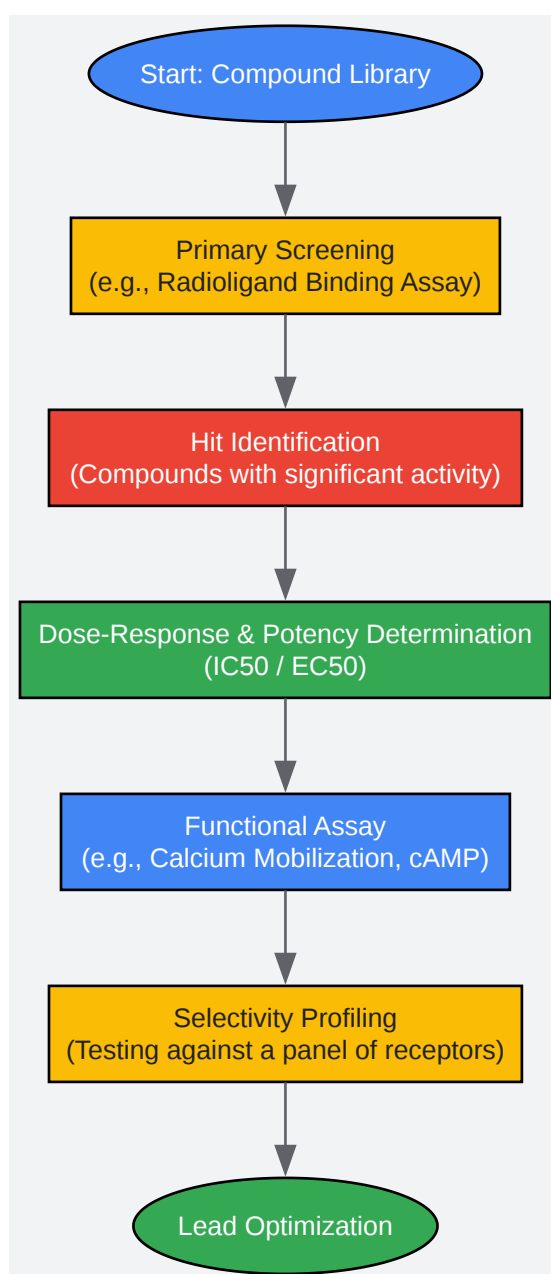 Start: Compound Library
Primary Screening
(e.g., Radioligand Binding Assay)
Hit Identification
(Compounds with significant activity)
Dose-Response & Potency Determination
(IC50 / EC50)
Functional Assay
(e.g., Calcium Mobilization, cAMP)
Selectivity Profiling
(Testing against a panel of receptors)
Lead Optimization